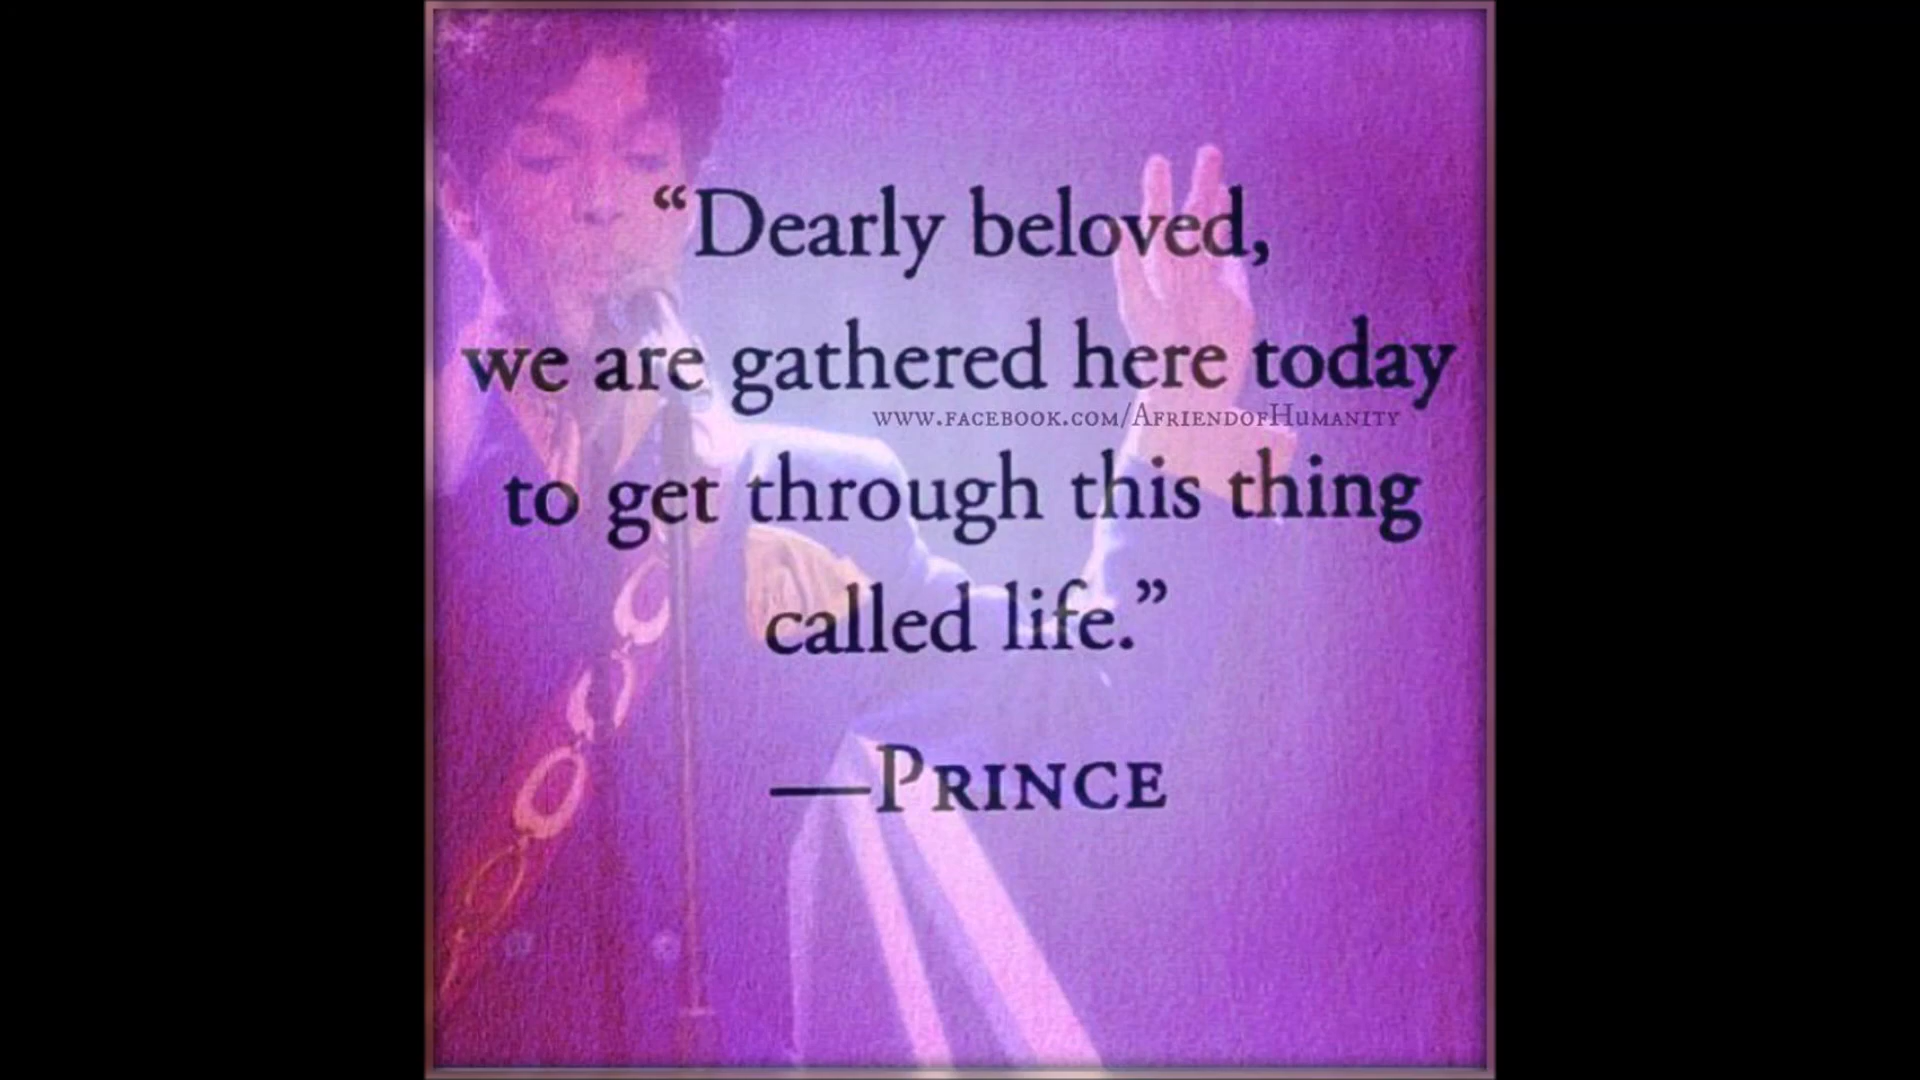 “Dearly beloved,
we are gathered here today
www.facebook.com/AfriendofHumanity
to get through this thing
called life.”
—Prince